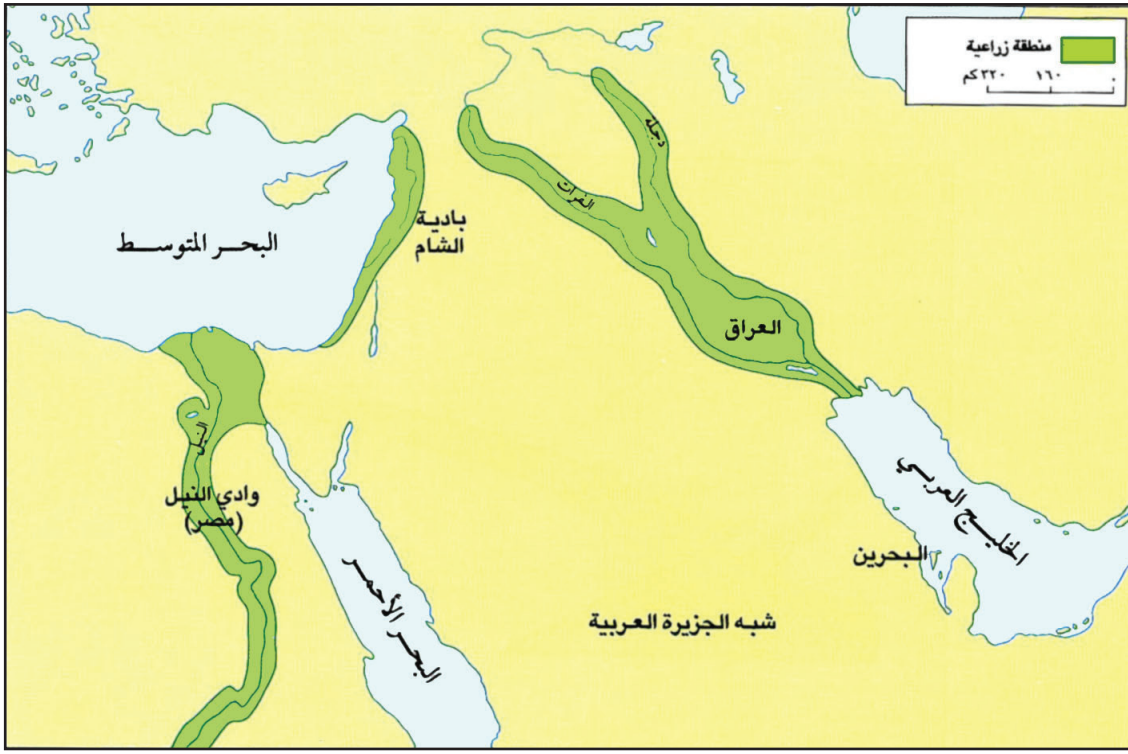 منطقة زراعية
٠ ١٦٠ ٣٢٠ كم
دجلة
الفرات
بادية
الشام
البحر المتوسط
العراق
النيل
وادي النيل
(مصر)
الخليج العربي
البحرين
البحر الأحمر
شبه الجزيرة العربية